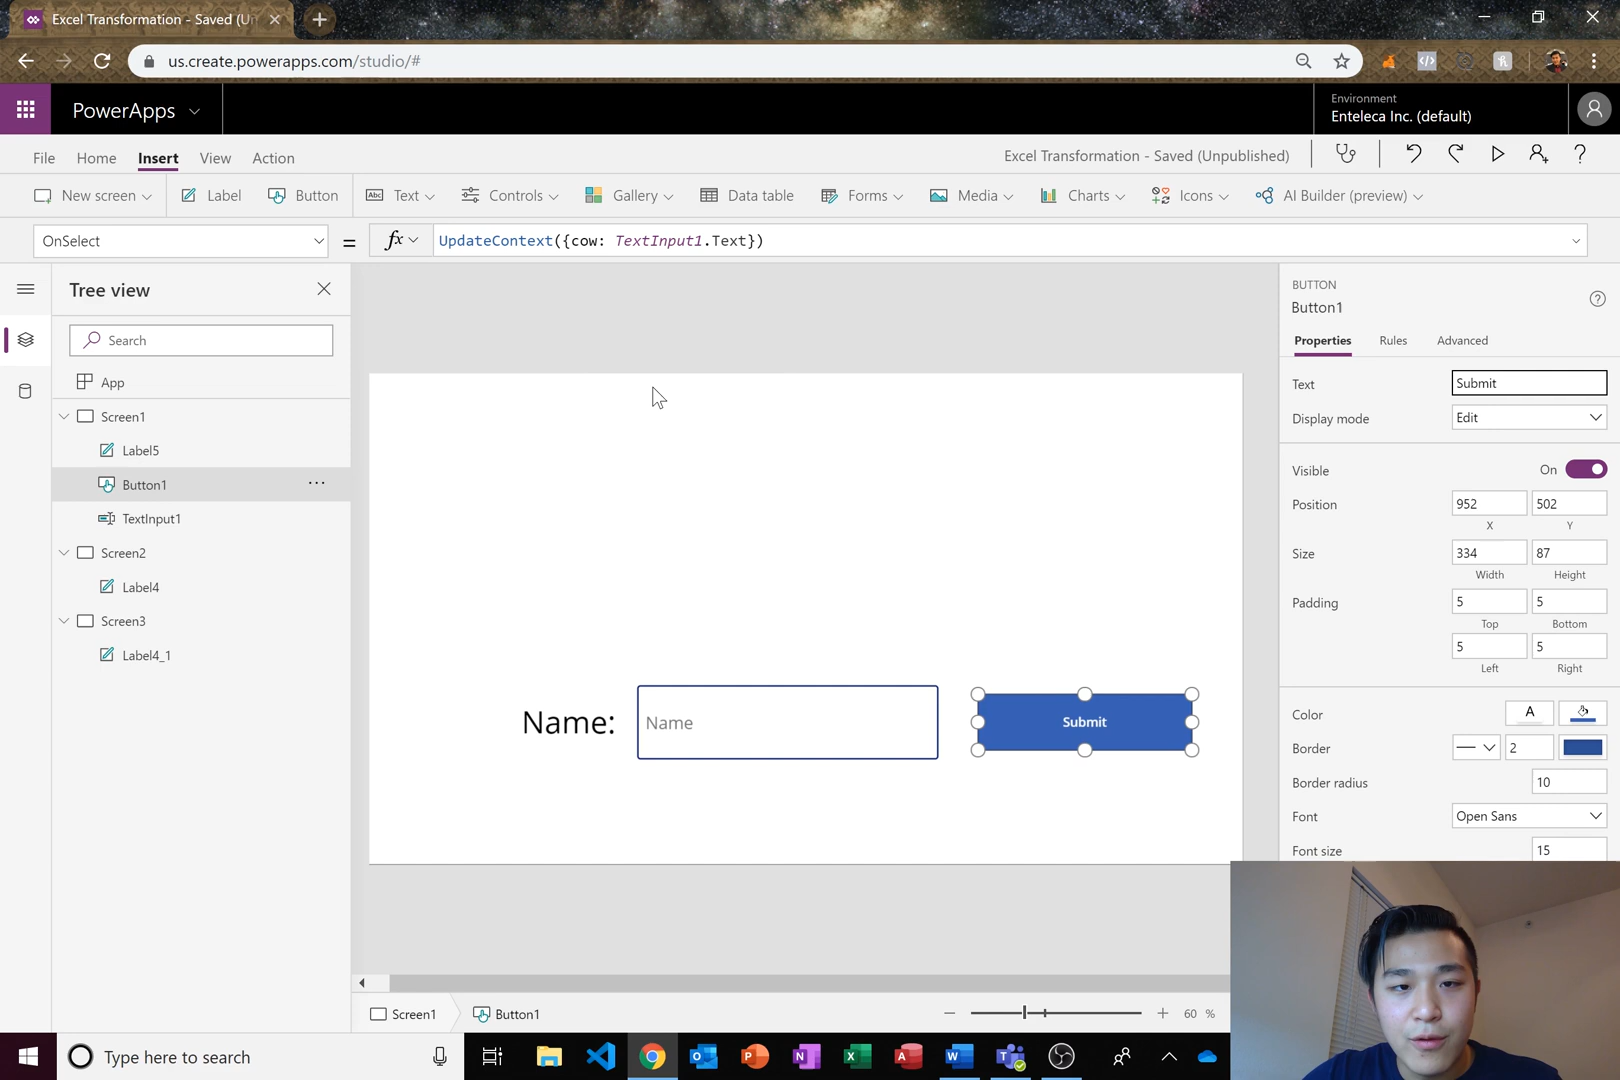 Excel Transformation - Saved (Un
us.create.powerapps.com/studio/#
PowerApps
Environment
Enteleca Inc. (default)
File Home Insert View Action
Excel Transformation - Saved (Unpublished)
New screen Label Button Text Controls Gallery Data table Forms Media Charts Icons AI Builder (preview)
OnSelect = fx UpdateContext({cow: TextInput1.Text})
Tree view
Search
App
Screen1
Label5
Button1
TextInput1
Screen2
Label4
Screen3
Label4_1
Name: Name Submit
BUTTON
Button1
Properties Rules Advanced
Text Submit
Display mode Edit
Visible On
Position 952 502
X Y
Size 334 87
Width Height
Padding 5 5
Top Bottom
5 5
Left Right
Color A
Border 2
Border radius 10
Font Open Sans
Font size 15
Screen1 Button1
60 %
Type here to search